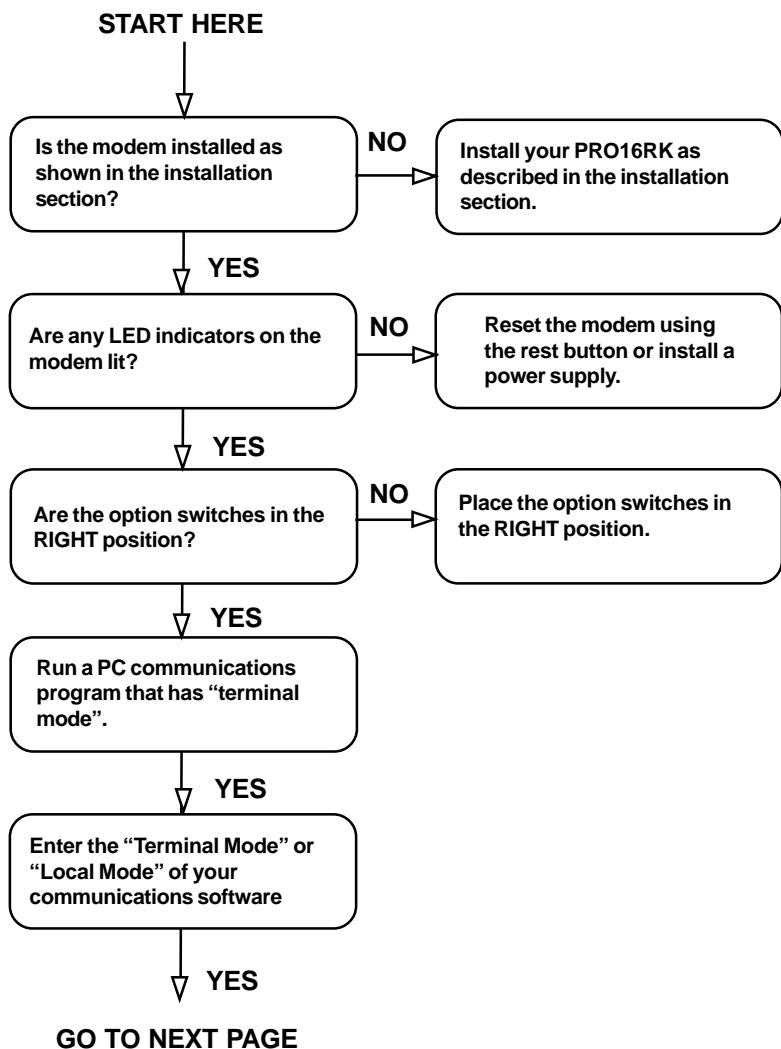 START HERE
Is the modem installed as
shown in the installation
section?
NO
Install your PRO16RK as
described in the installation
section.
YES
Are any LED indicators on the
modem lit?
NO
Reset the modem using
the rest button or install a
power supply.
YES
Are the option switches in the
RIGHT position?
NO
Place the option switches in
the RIGHT position.
YES
Run a PC communications
program that has “terminal
mode”.
YES
Enter the “Terminal Mode” or
“Local Mode” of your
communications software
YES
GO TO NEXT PAGE